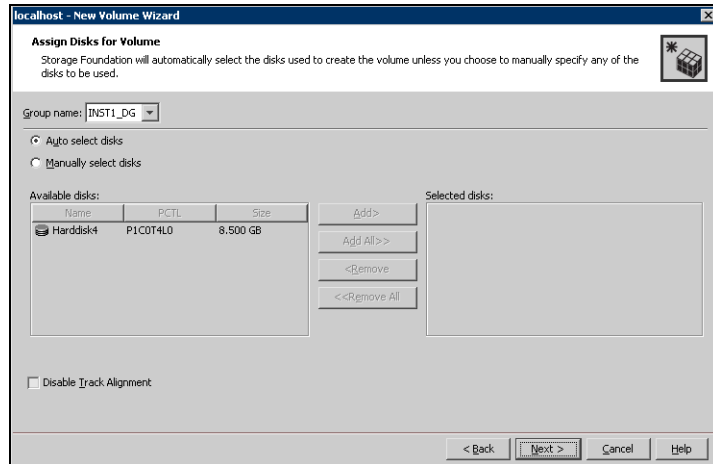 localhost - New Volume Wizard
Assign Disks for Volume
Storage Foundation will automatically select the disks used to create the volume unless you choose to manually specify any of the
disks to be used.
Group name: INST1_DG
Auto select disks
Manually select disks
Available disks:
Selected disks:
Name PCTL Size
Harddisk4 P1C0T4L0 8.500 GB
Add>
Add All>>
<Remove
<<Remove All
Disable Track Alignment
< Back Next > Cancel Help